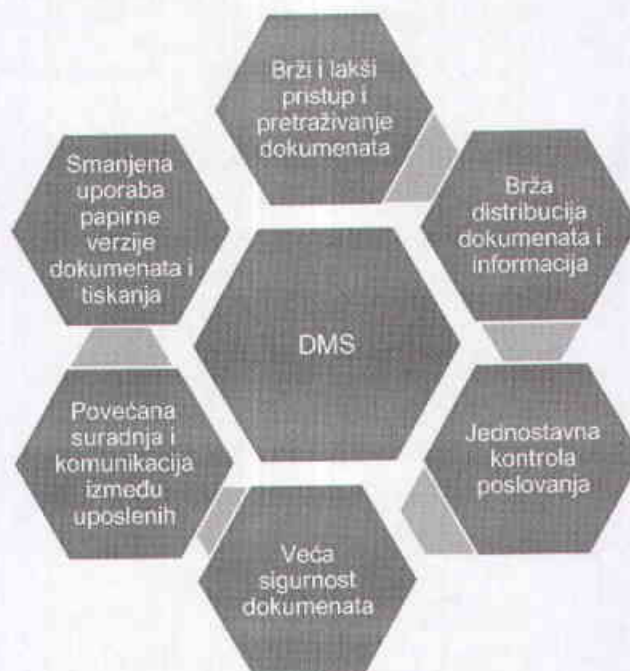 Brži i lakši
pristup i
pretraživanje
dokumenata
Smanjena
uporaba
papirne
verzije
dokumenata i
tiskanja
Brža
distribucija
dokumenata i
informacija
DMS
Povećana
suradnja i
komunikacija
između
uposlenih
Jednostavna
kontrola
poslovanja
Veća
sigurnost
dokumenata